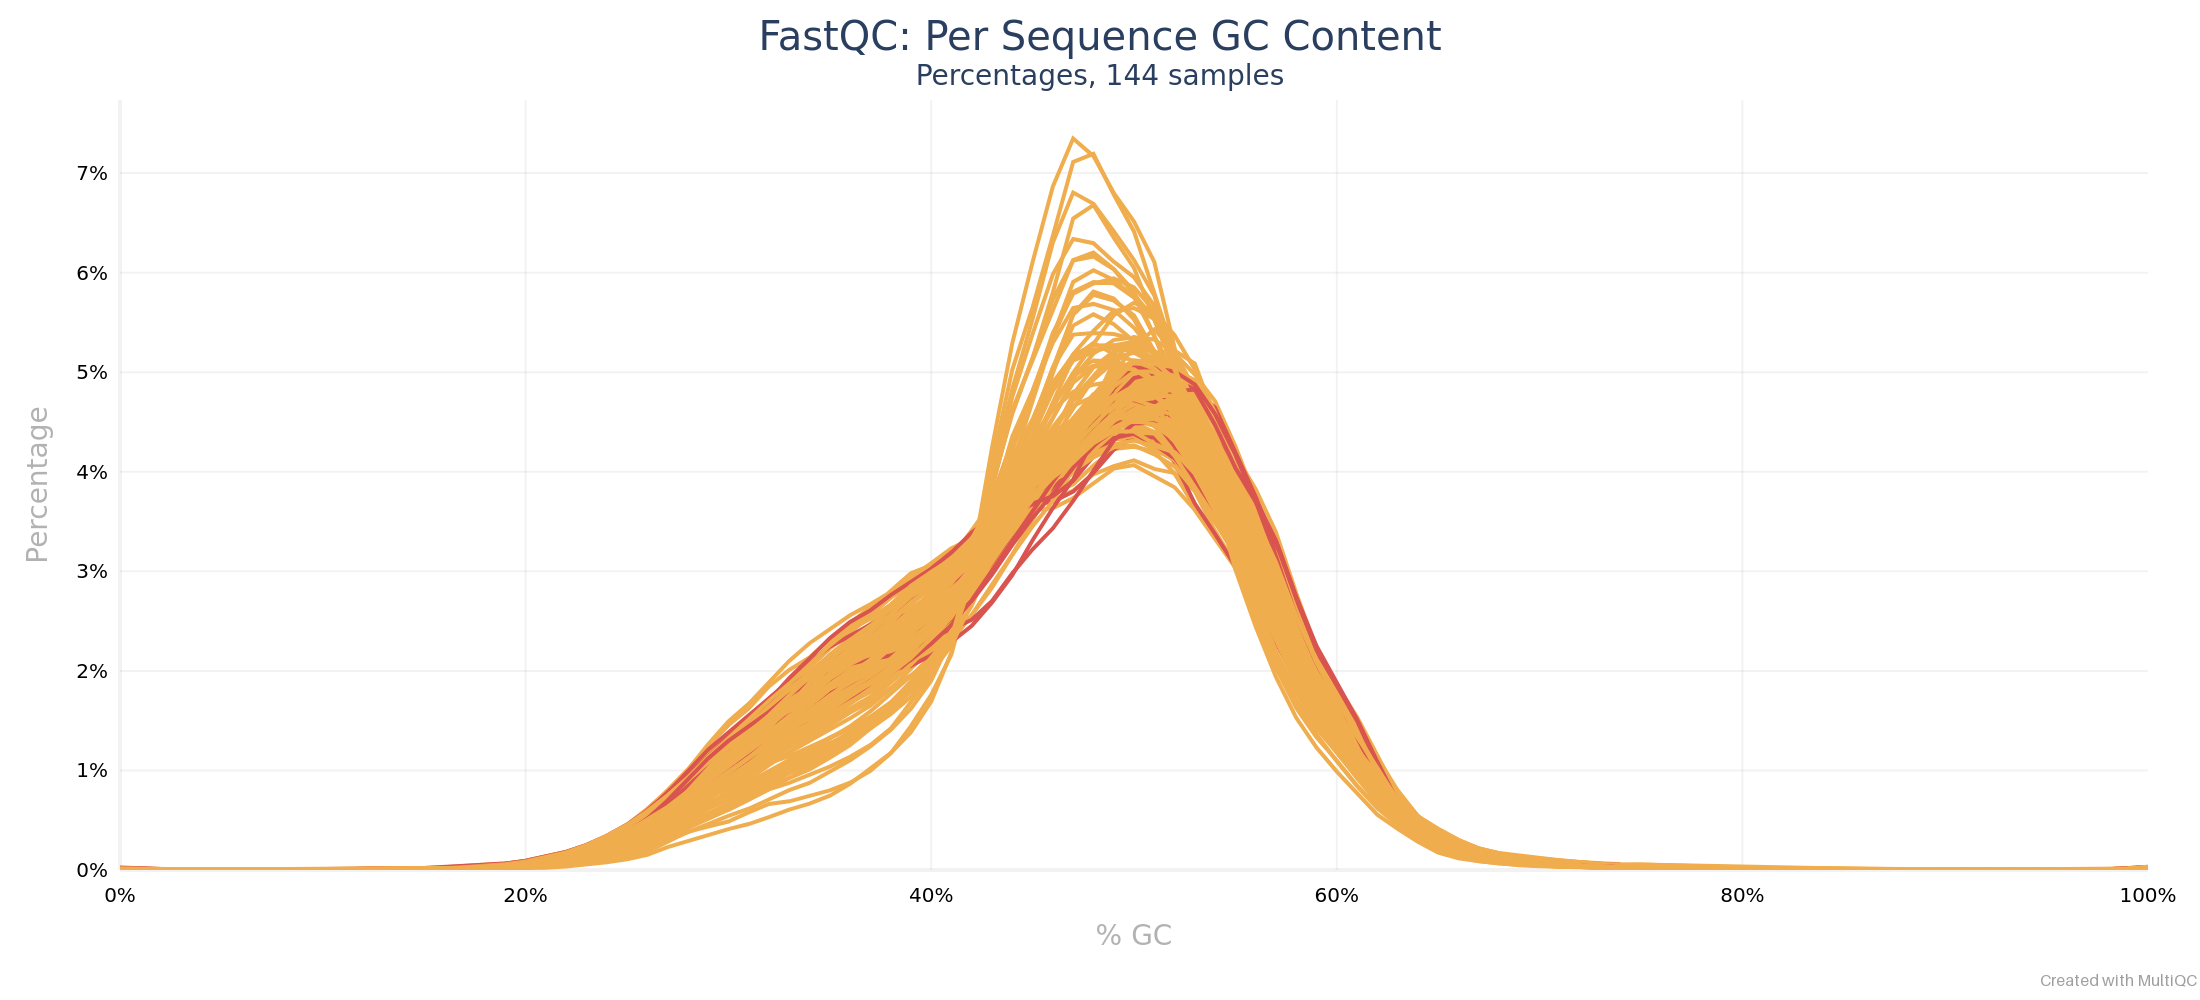 FastQC: Per Sequence GC Content
Percentages, 144 samples
Percentage
7%
6%
5%
4%
3%
2%
1%
0%
0%
20%
40%
60%
80%
100%
% GC
Created with MultiQC